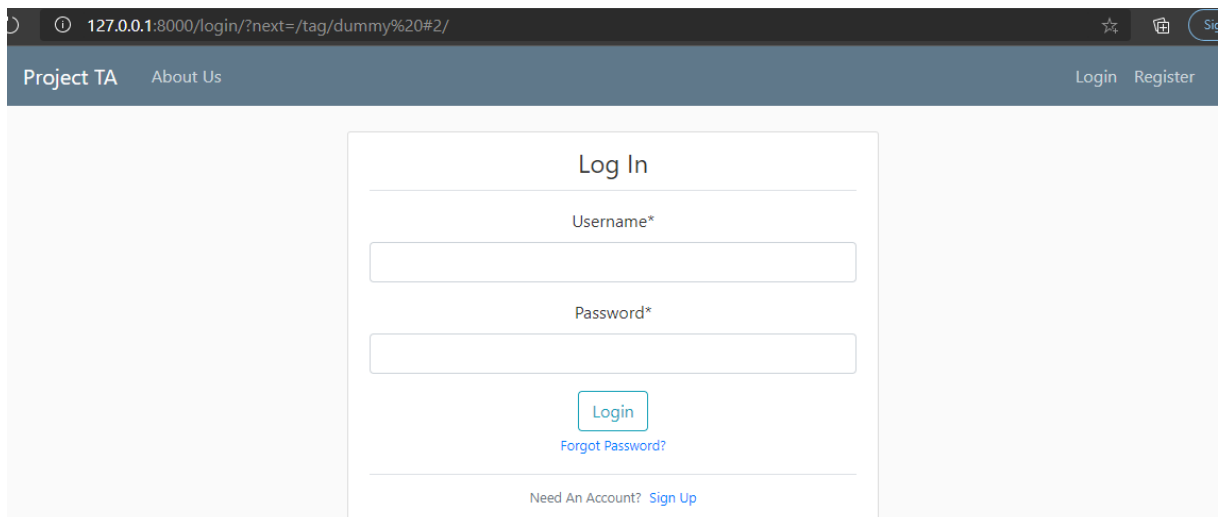 127.0.0.1:8000/login/?next=/tag/dummy%20#2/
Project TA About Us Login Register
Log In
Username*
Password*
Login
Forgot Password?
Need An Account? Sign Up